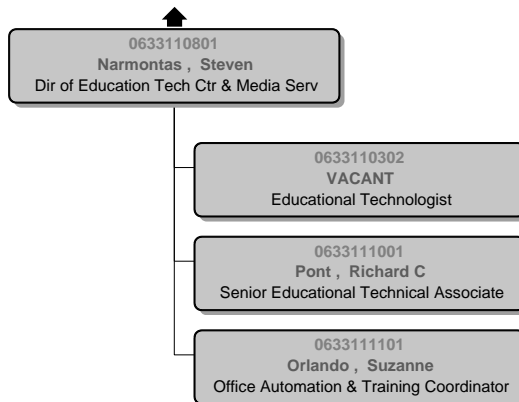 0633110801
Narmontas , Steven
Dir of Education Tech Ctr & Media Serv
0633110302
VACANT
Educational Technologist
0633111001
Pont , Richard C
Senior Educational Technical Associate
0633111101
Orlando , Suzanne
Office Automation & Training Coordinator